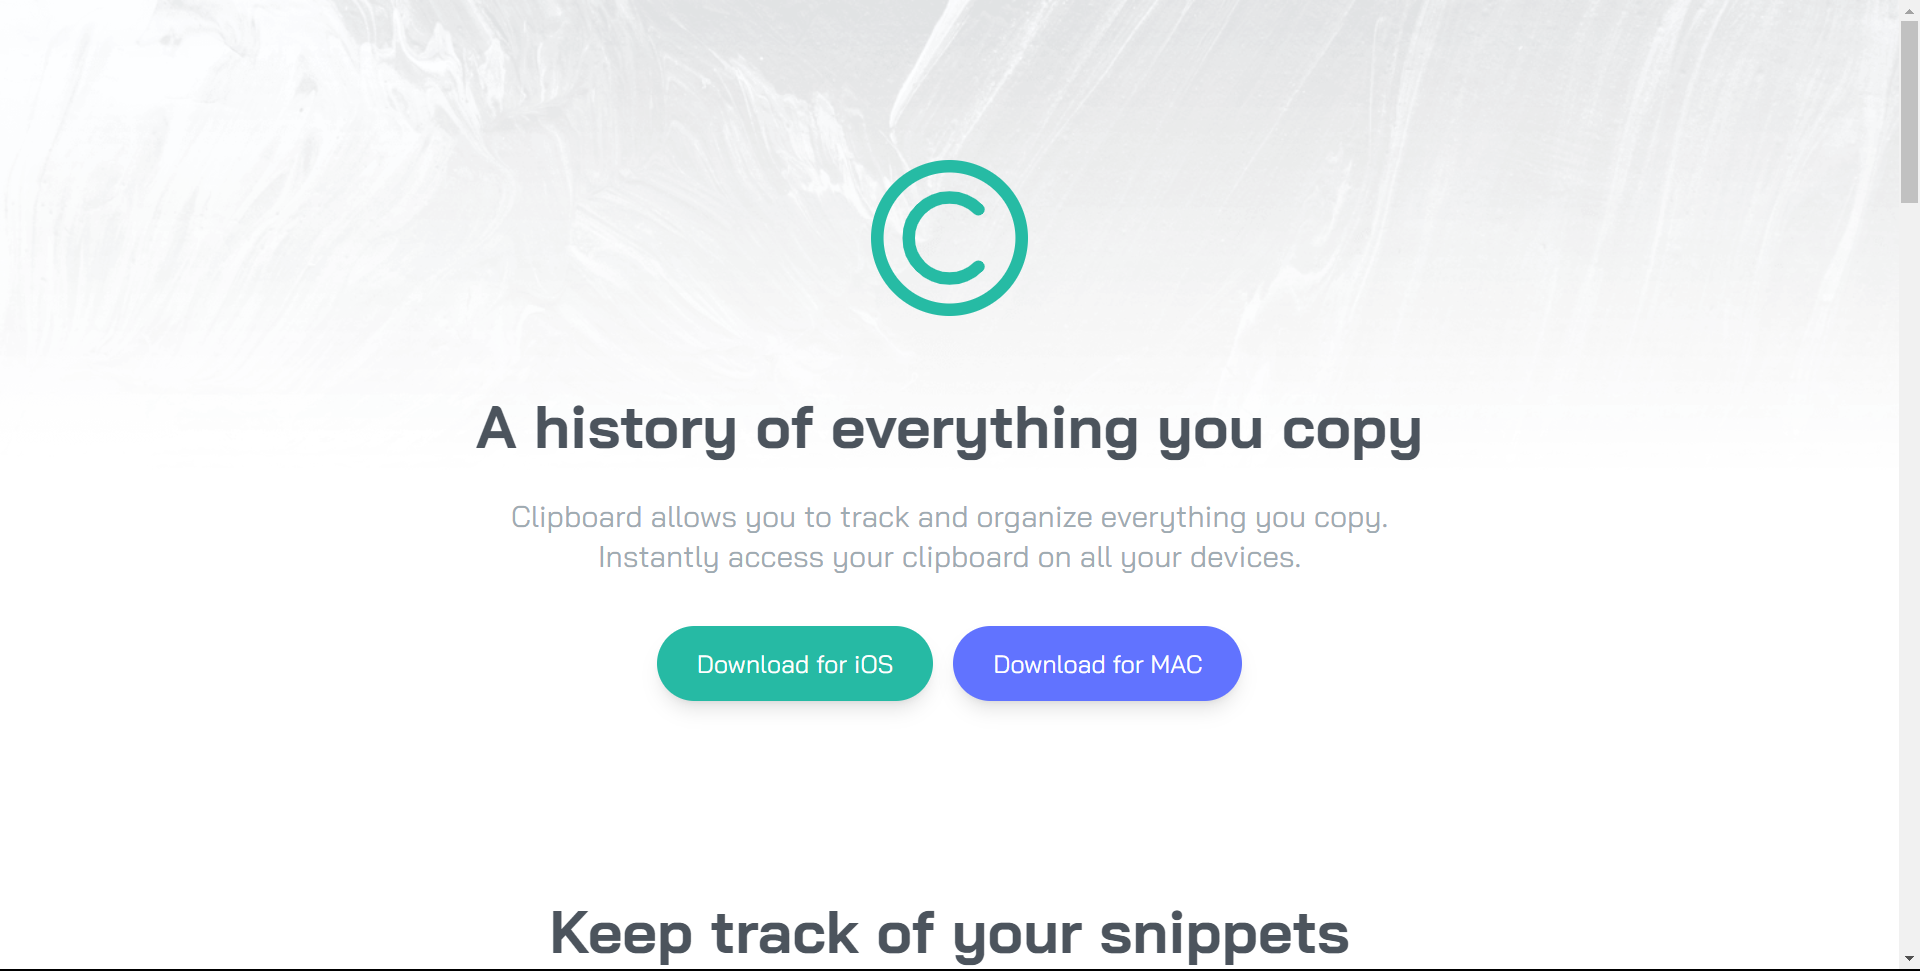 A history of everything you copy
Clipboard allows you to track and organize everything you copy.
Instantly access your clipboard on all your devices.
Download for iOS
Download for MAC
Keep track of your snippets